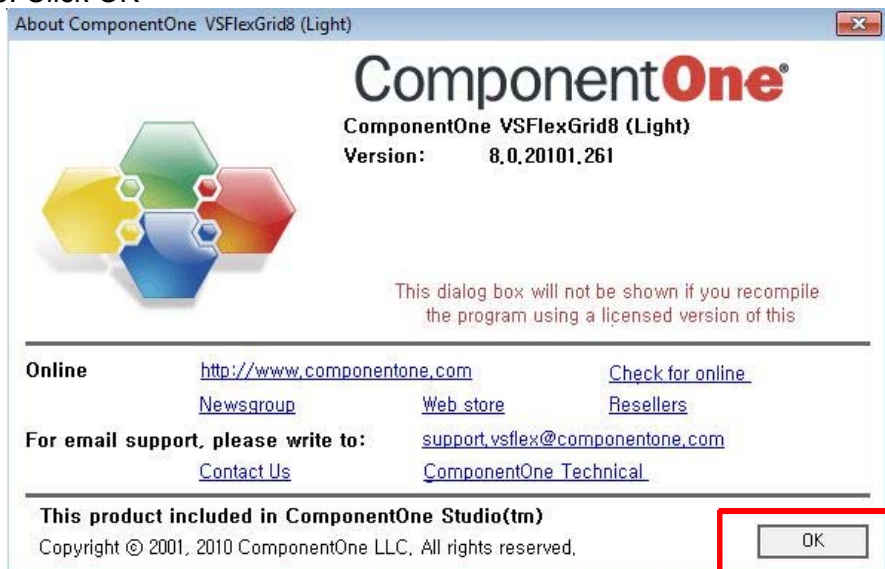 Click OK
About ComponentOne VSFlexGrid8 (Light)
ComponentOne®
ComponentOne VSFlexGrid8 (Light)
Version: 8.0.20101.261
This dialog box will not be shown if you recompile
the program using a licensed version of this
Online http://www.componentone.com Check for online
Newsgroup Web store Resellers
For email support, please write to: support.vsflex@componentone.com
Contact Us ComponentOne Technical
This product included in ComponentOne Studio(tm)
Copyright © 2001, 2010 ComponentOne LLC, All rights reserved.
OK